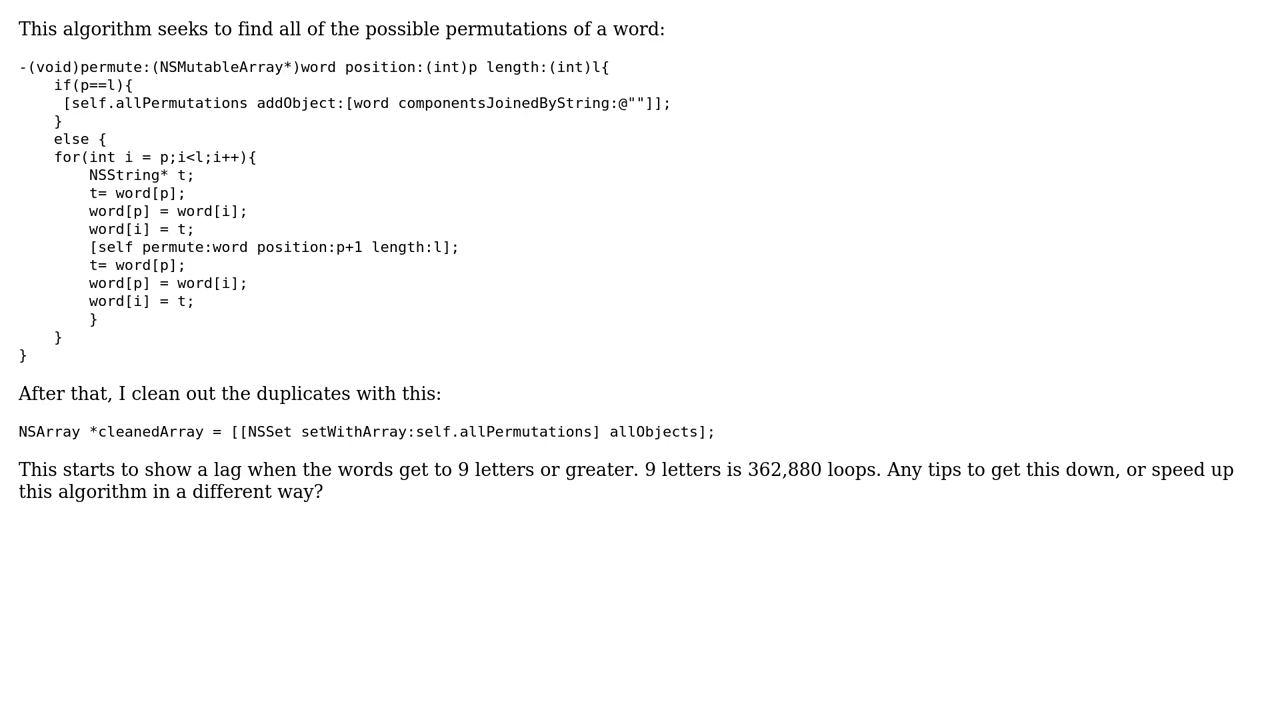 This algorithm seeks to find all of the possible permutations of a word:
-(void)permute:(NSMutableArray*)word position:(int)p length:(int)l{
    if(p==l){
     [self.allPermutations addObject:[word componentsJoinedByString:@""]];
    }
    else {
    for(int i = p;i<l;i++){
        NSString* t;
        t= word[p];
        word[p] = word[i];
        word[i] = t;
        [self permute:word position:p+1 length:l];
        t= word[p];
        word[p] = word[i];
        word[i] = t;
        }
    }
}
After that, I clean out the duplicates with this:
NSArray *cleanedArray = [[NSSet setWithArray:self.allPermutations] allObjects];
This starts to show a lag when the words get to 9 letters or greater. 9 letters is 362,880 loops. Any tips to get this down, or speed up
this algorithm in a different way?